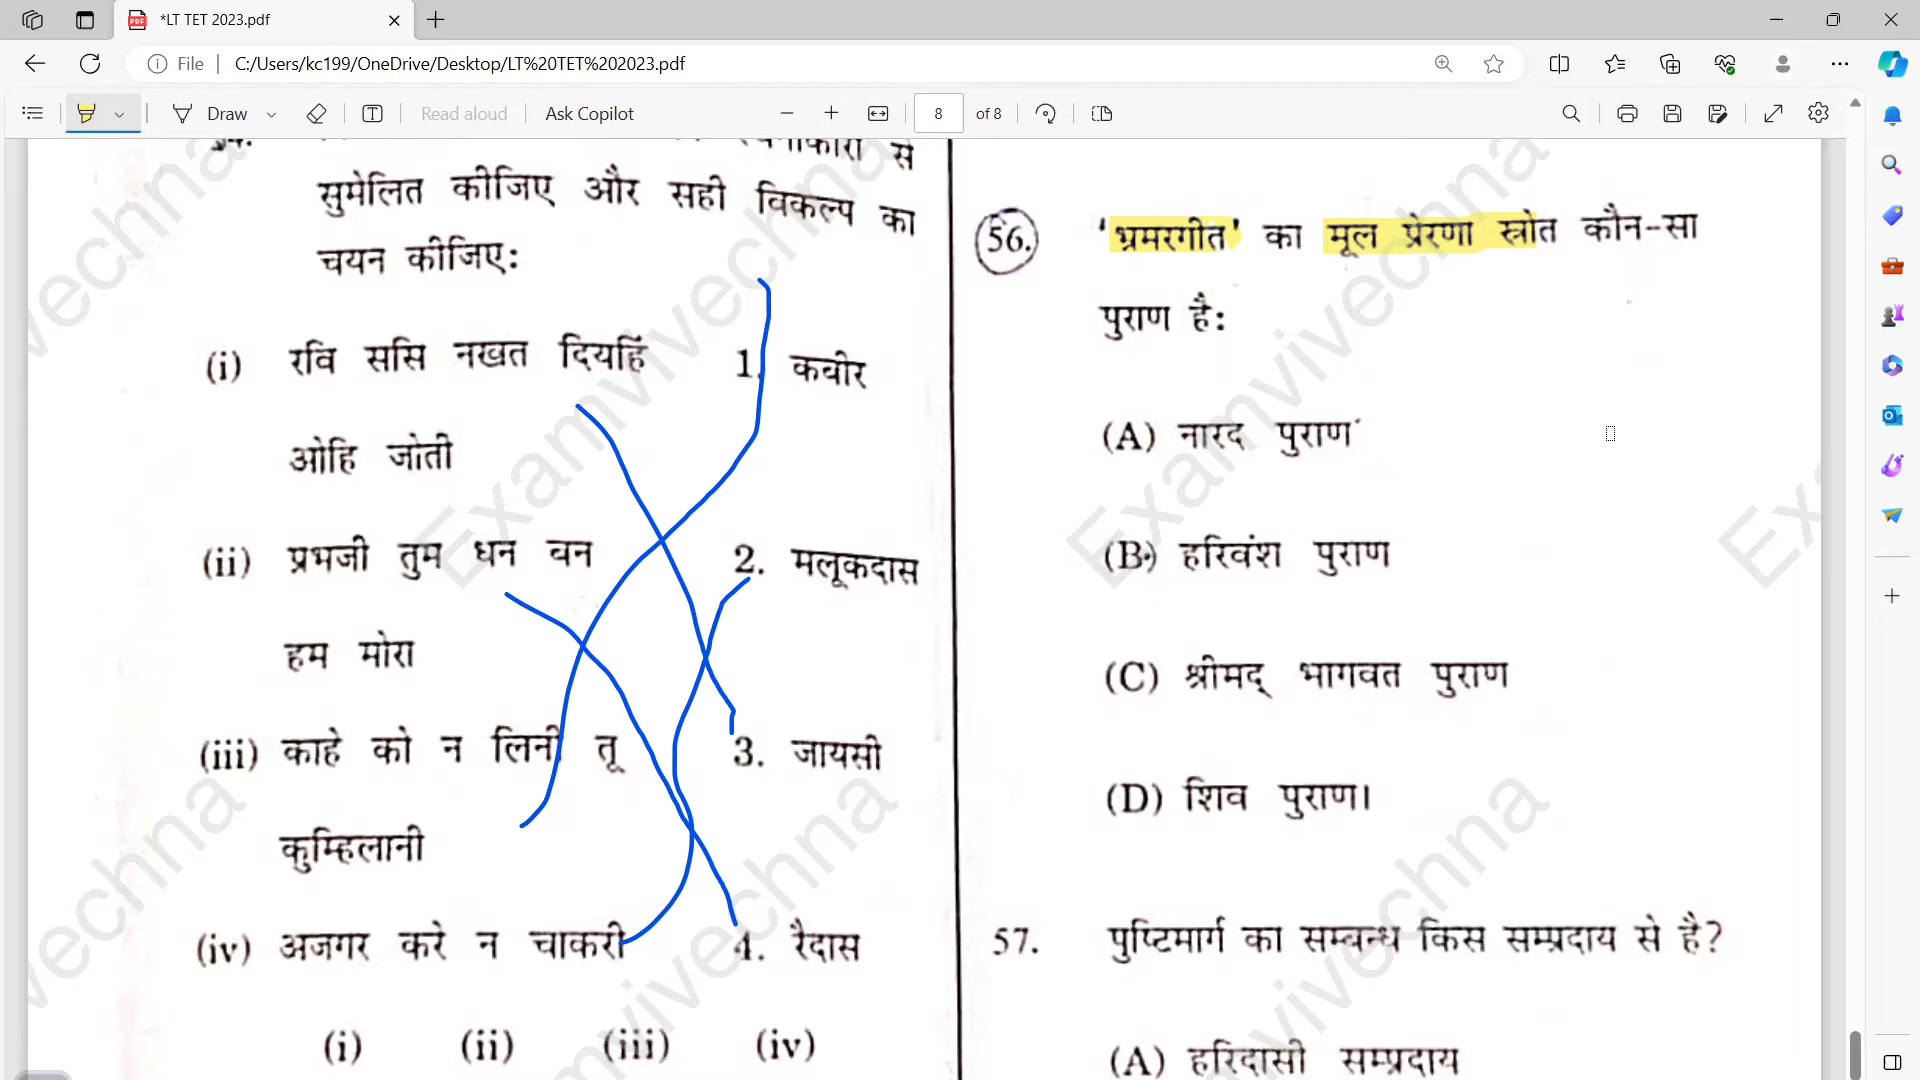 *LT TET 2023.pdf
File
C:/Users/kc199/OneDrive/Desktop/LT%20TET%202023.pdf
Draw
Read aloud
Ask Copilot
8
of 8
से
सुमेलित कीजिए और सही विकल्प का
चयन कीजिए:
(i) रवि ससि नखत दियहिं 1. कबीर
ओहि जोती
(ii) प्रभजी तुम धन बन 2. मलूकदास
हम मोरा
(iii) काहे को न लिनी तू 3. जायसी
कुम्हिलानी
(iv) अजगर करे न चाकरी 4. रैदास
(i) (ii) (iii) (iv)
56. 'भ्रमरगीत' का मूल प्रेरणा स्त्रोत कौन-सा
पुराण है:
(A) नारद पुराण
(B) हरिवंश पुराण
(C) श्रीमद् भागवत पुराण
(D) शिव पुराण।
57. पुष्टिमार्ग का सम्बन्ध किस सम्प्रदाय से है?
(A) हरिदासी सम्प्रदाय
Examvivechna
Examvivechna